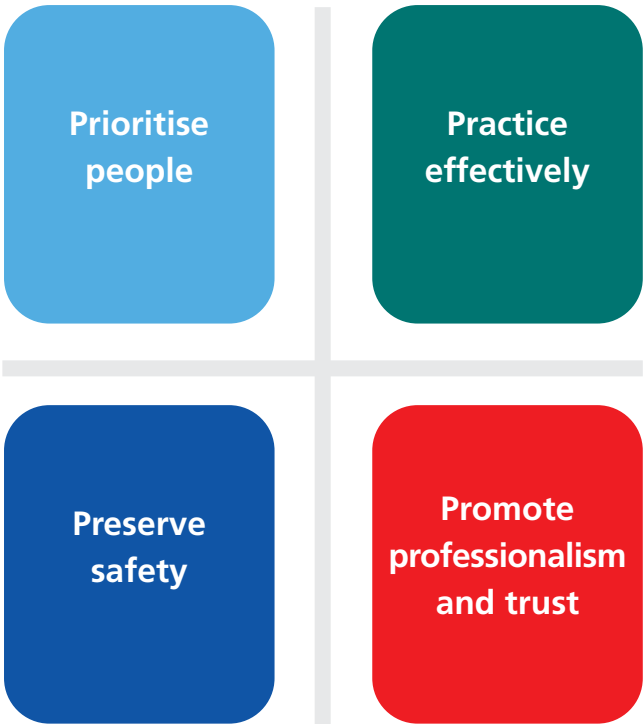 Prioritise
people
Practice
effectively
Preserve
safety
Promote
professionalism
and trust